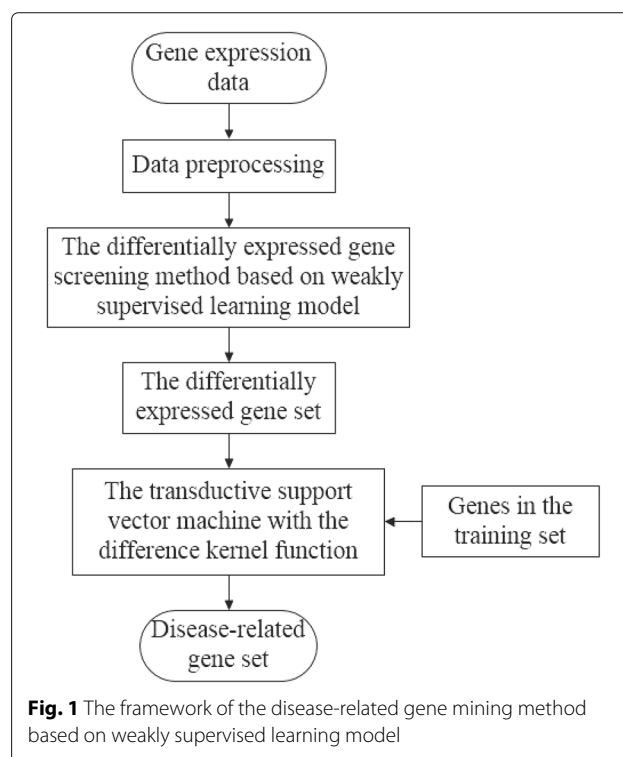 Gene expression
data
Data preprocessing
The differentially expressed gene
screening method based on weakly
supervised learning model
The differentially
expressed gene set
The transductive support
vector machine with the
difference kernel function
Genes in the
training set
Disease-related
gene set
Fig. 1 The framework of the disease-related gene mining method
based on weakly supervised learning model